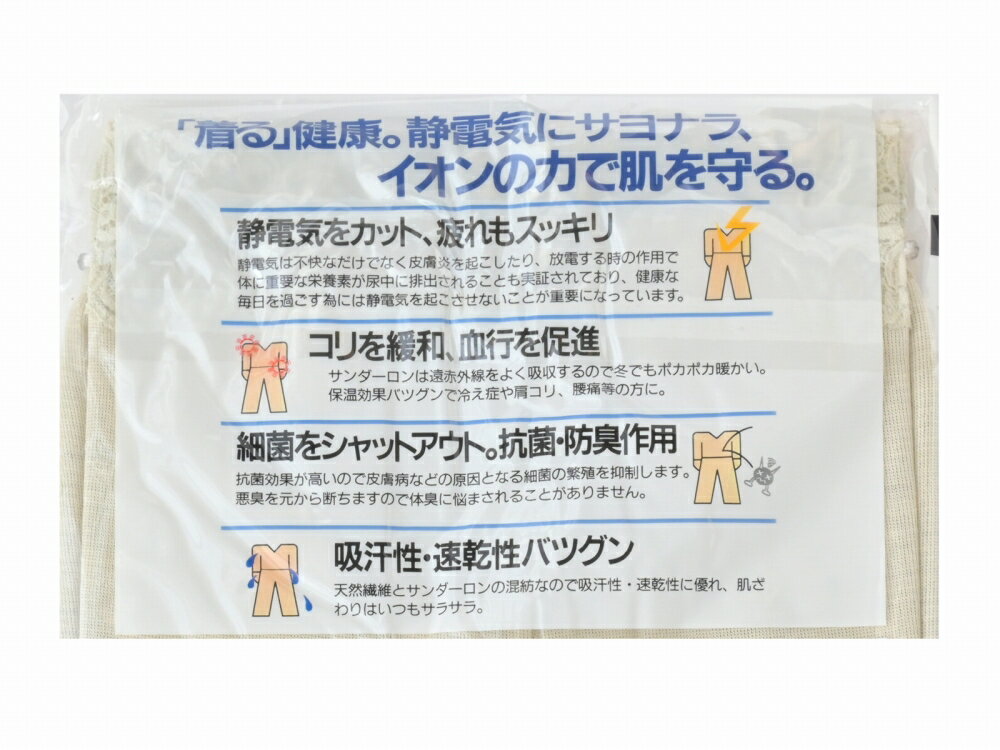 「着る」健康。静電気にサヨナラ、
イオンの力で肌を守る。
静電気をカット、疲れもスッキリ
静電気は不快なだけでなく皮膚炎を起こしたり、放電する時の作用で
体に重要な栄養素が尿中に排出されることも実証されており、健康な
毎日を過ごす為には静電気を起こさせないことが重要になっています。
コリを緩和、血行を促進
サンダーロンは遠赤外線をよく吸収するので冬でもポカポカ暖かい。
保温効果バツグンで冷え症や肩コリ、腰痛等の方に。
細菌をシャットアウト。抗菌・防臭作用
抗菌効果が高いので皮膚病などの原因となる細菌の繁殖を抑制します。
悪臭を元から断ちますので体臭に悩まされることがありません。
吸汗性・速乾性バツグン
天然繊維とサンダーロンの混紡なので吸汗性・速乾性に優れ、肌ざ
わりはいつもサラサラ。